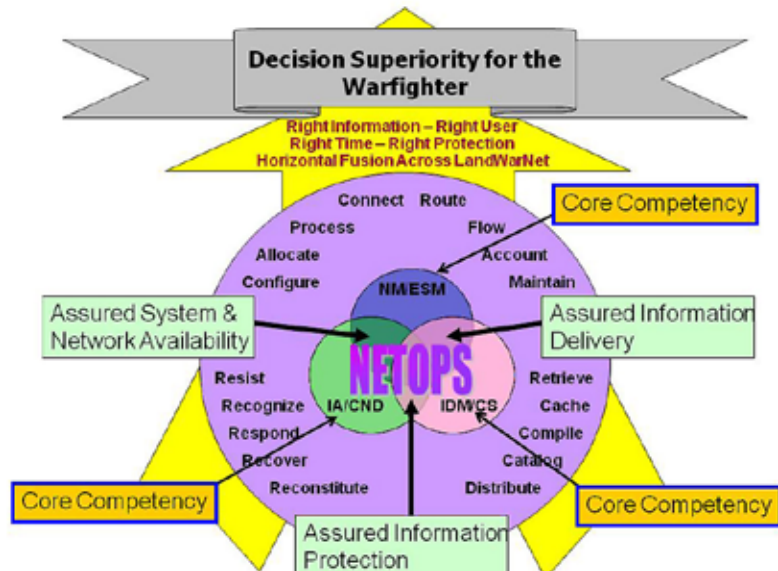 Decision Superiority for the
Warfighter
Right Information – Right User
Right Time – Right Protection
Horizontal Fusion Across LandWarNet
Connect
Route
Core Competency
Process
Flow
Allocate
Account
Configure
Maintain
NM/ESM
Assured System &
Network Availability
Assured Information
Delivery
NETOPS
Resist
Recognize
Respond
Recover
Reconstitute
IA/CND
IDM/CS
Retrieve
Cache
Compile
Catalog
Distribute
Core Competency
Core Competency
Assured Information
Protection